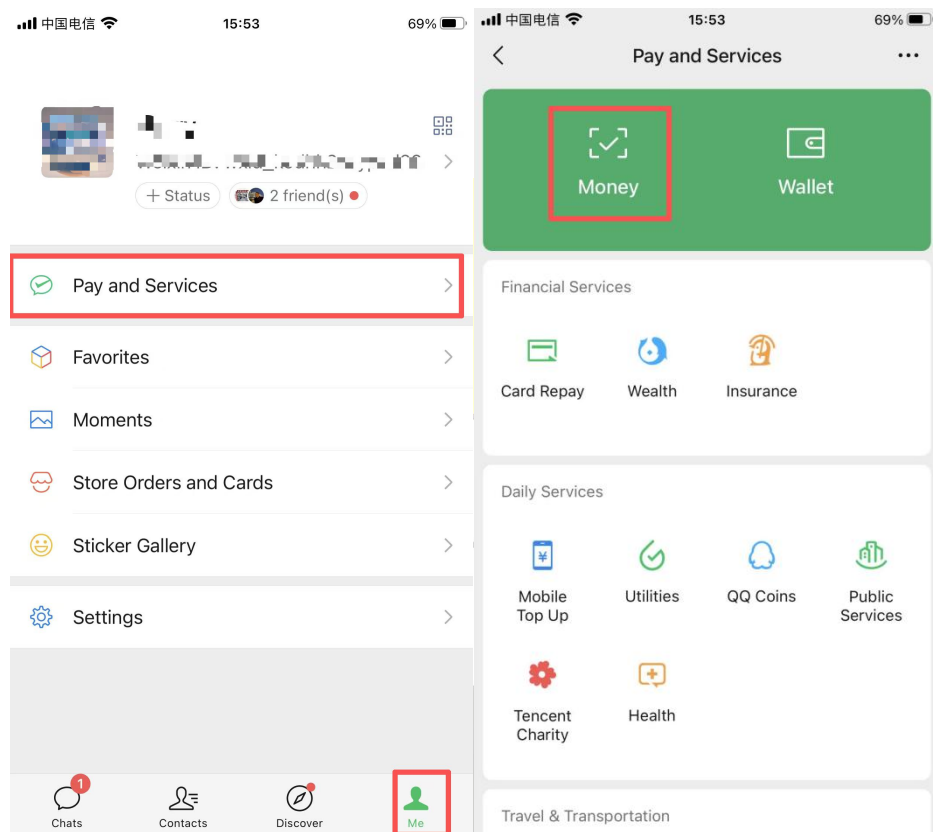 中国电信
15:53
69%
+ Status
2 friend(s)
Pay and Services
Favorites
Moments
Store Orders and Cards
Sticker Gallery
Settings
1
Chats
Contacts
Discover
Me
中国电信
15:53
69%
Pay and Services
Money
Wallet
Financial Services
Card Repay
Wealth
Insurance
Daily Services
Mobile
Top Up
Utilities
QQ Coins
Public
Services
Tencent
Charity
Health
Travel & Transportation